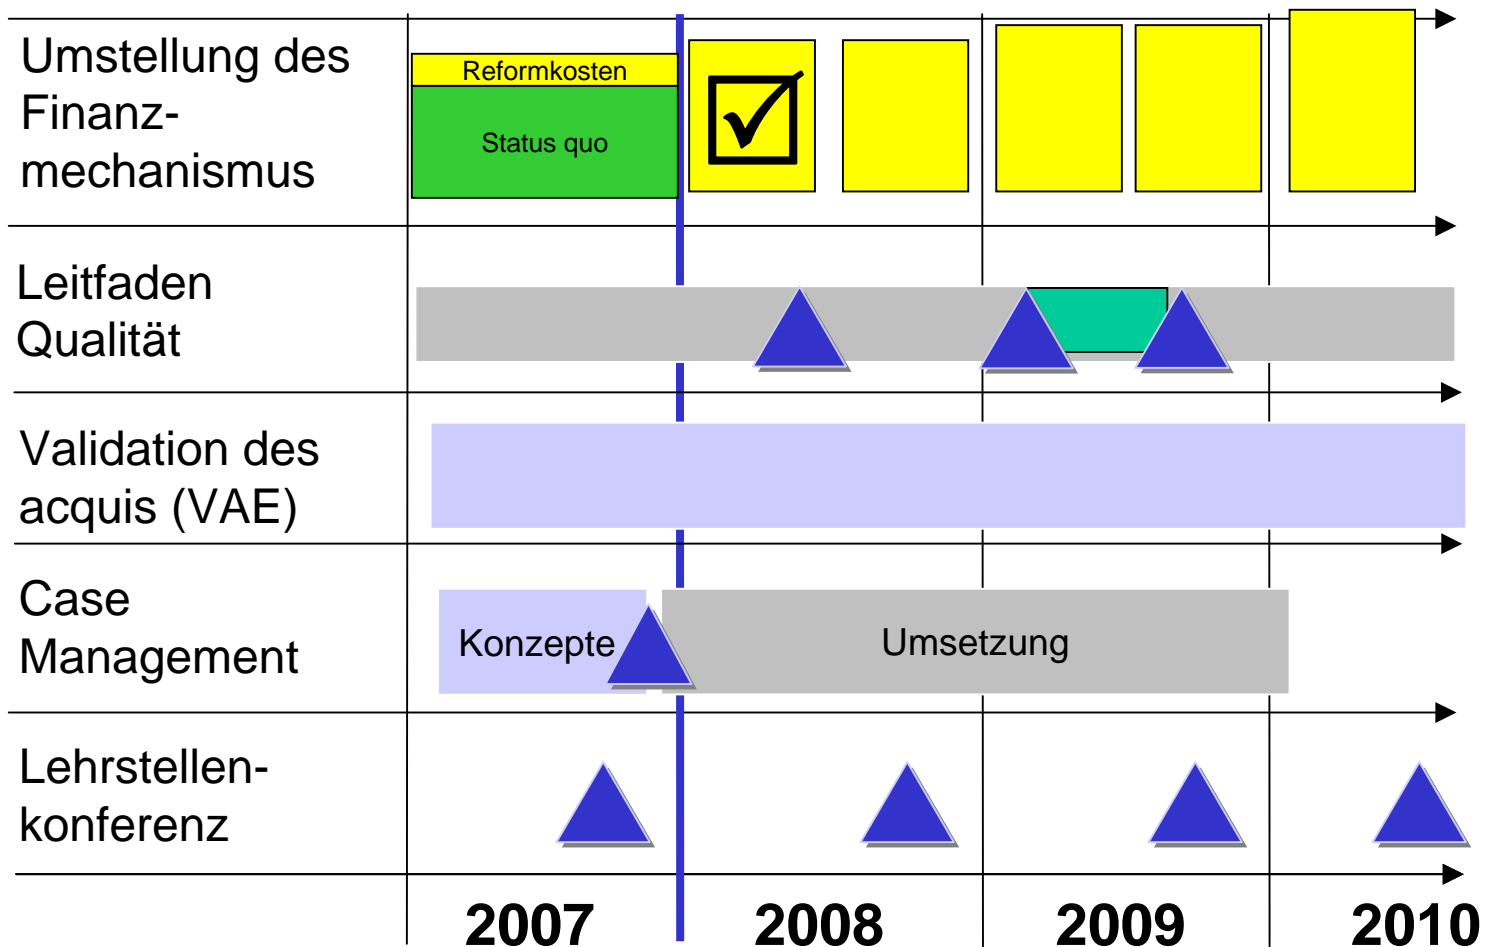 Umstellung des
Finanz-
mechanismus
Reformkosten
Status quo
Leitfaden
Qualität
Validation des
acquis (VAE)
Case
Management
Konzepte
Umsetzung
Lehrstellen-
konferenz
2007 2008 2009 2010